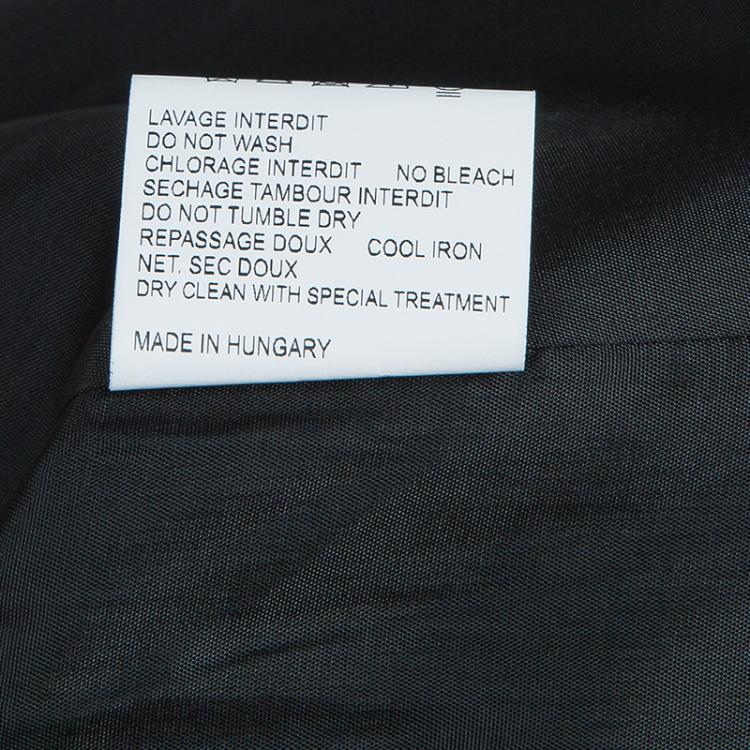 LAVAGE INTERDIT
DO NOT WASH
CHLORAGE INTERDIT NO BLEACH
SECHAGE TAMBOUR INTERDIT
DO NOT TUMBLE DRY
REPASSAGE DOUX COOL IRON
NET. SEC DOUX
DRY CLEAN WITH SPECIAL TREATMENT
MADE IN HUNGARY